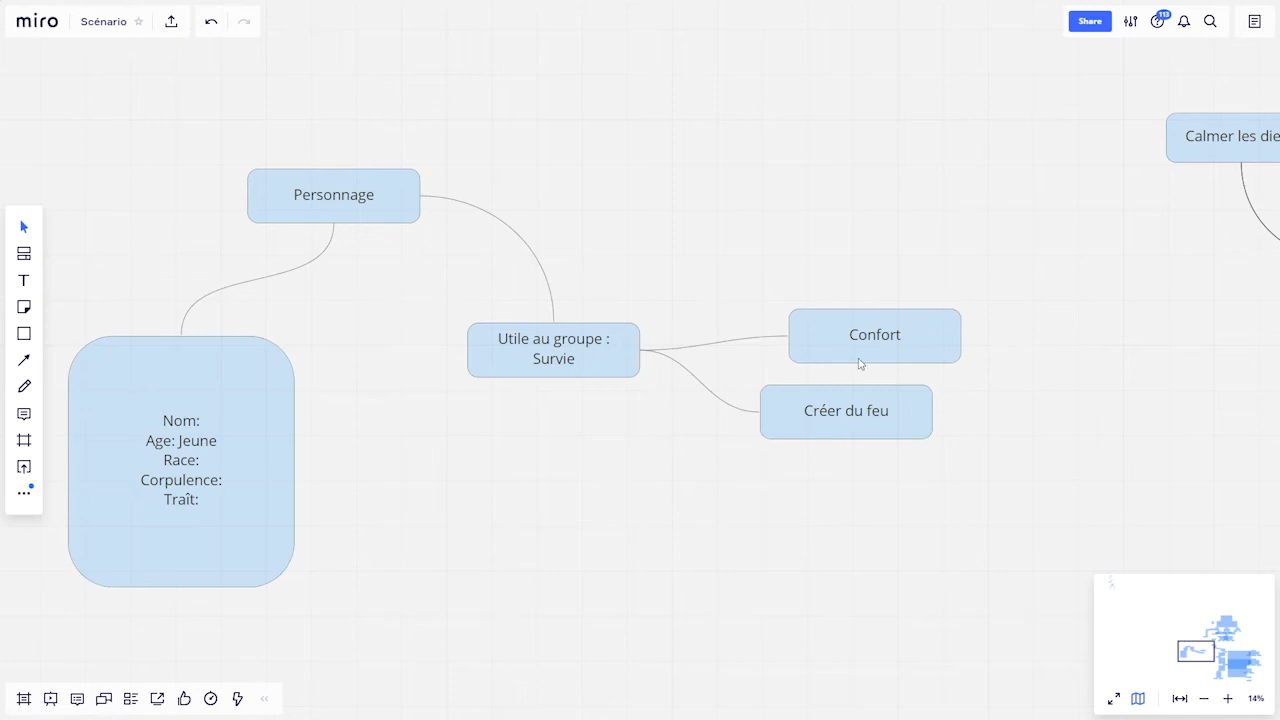 miro
Scénario
Share
113
Calmer les die
Personnage
Utile au groupe :
Survie
Confort
Créer du feu
Nom:
Age: Jeune
Race:
Corpulence:
Traît:
14%